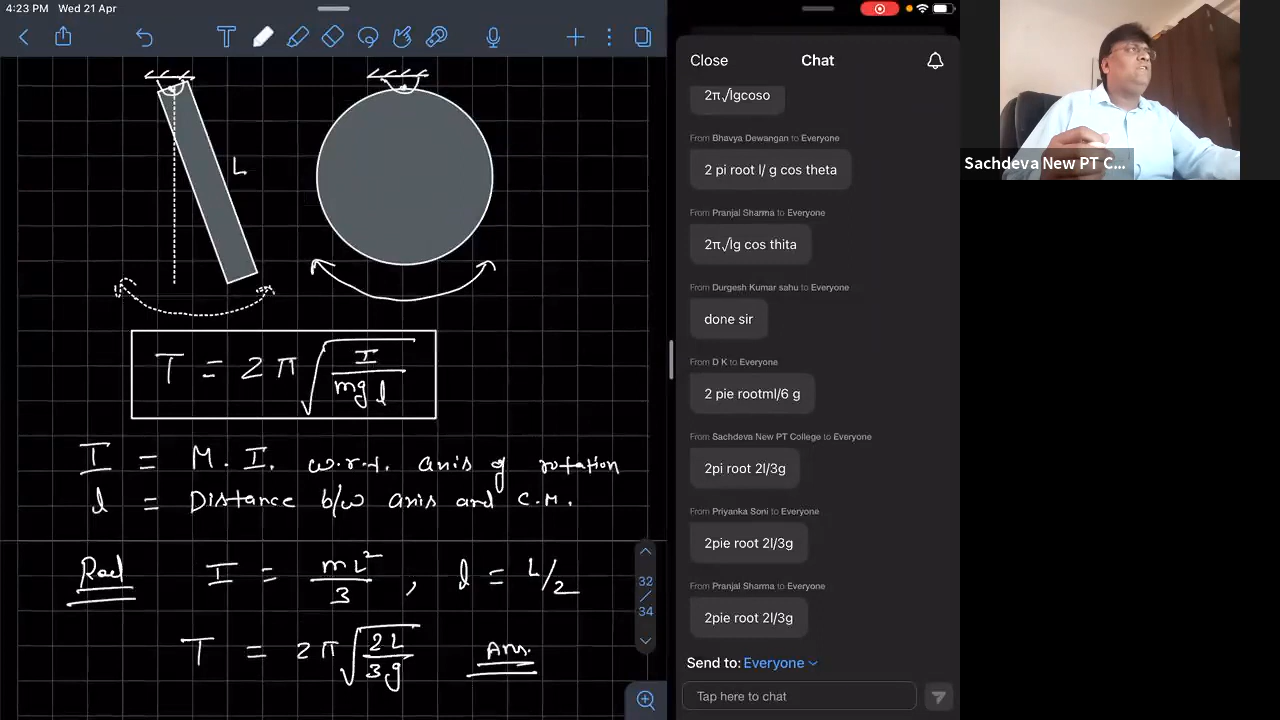 4:23 PM Wed 21 Apr
L
T = 2π√(I/mgl)
I = M.I. w.r.t. axis of rotation
l = Distance b/w axis and C.M.
Rod I = mL²/3 , l = L/2
T = 2π√(2L/3g) Ans.
32
/
34
Close Chat
2π√lgcoso
From Bhavya Dewangan to Everyone
2 pi root l/ g cos theta
From Pranjal Sharma to Everyone
2π√lg cos thita
From Durgesh Kumar sahu to Everyone
done sir
From D K to Everyone
2 pie rootml/6 g
From Sachdeva New PT College to Everyone
2pi root 2l/3g
From Priyanka Soni to Everyone
2pie root 2l/3g
From Pranjal Sharma to Everyone
2pie root 2l/3g
Send to: Everyone
Tap here to chat
Sachdeva New PT C...